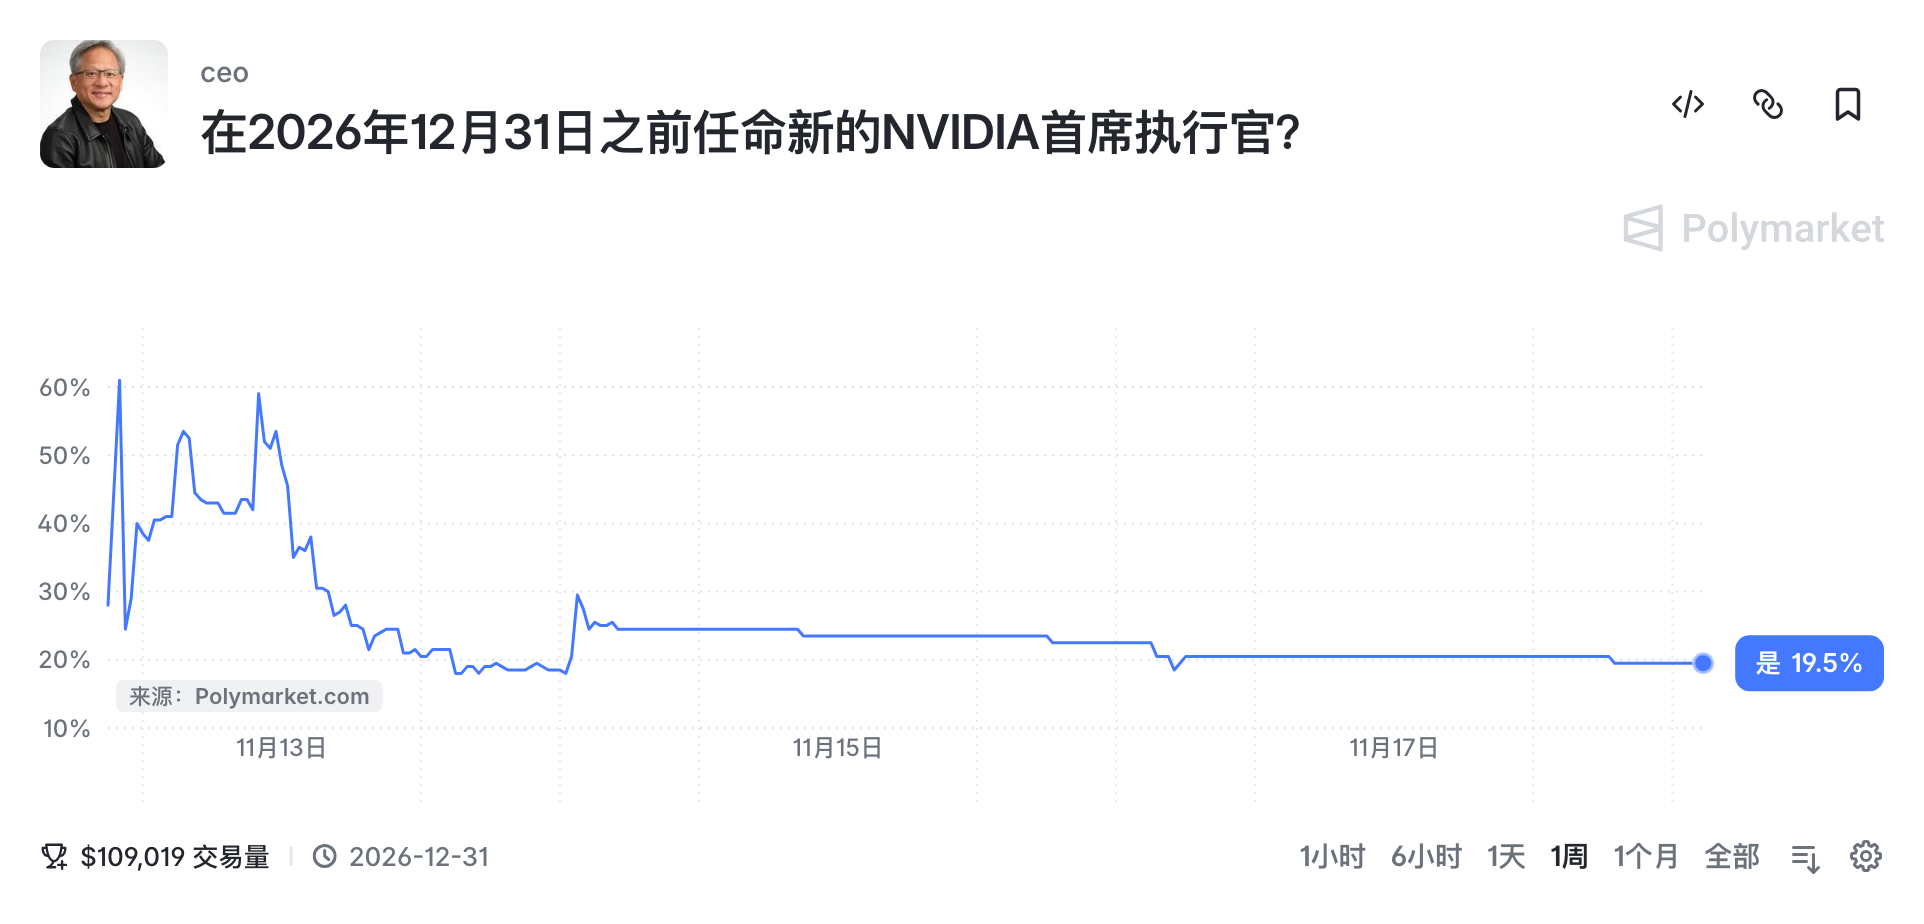 ceo
在2026年12月31日之前任命新的NVIDIA首席执行官?
Polymarket
60%
50%
40%
30%
20%
10%
是 19.5%
来源：Polymarket.com
11月13日
11月15日
11月17日
$109,019 交易量
2026-12-31
1小时 6小时 1天 1周 1个月 全部